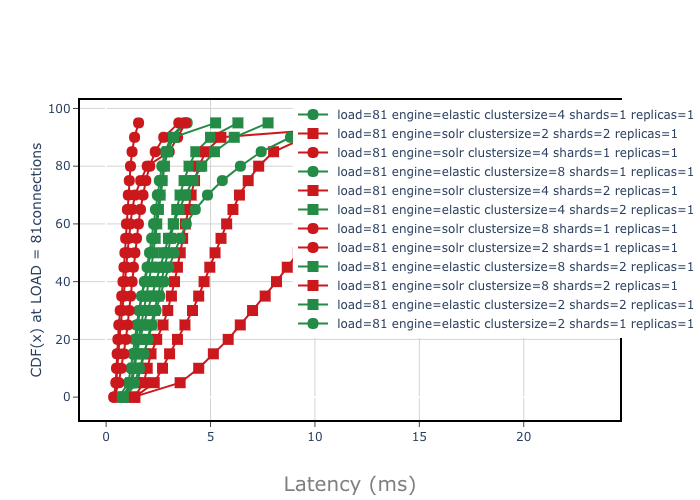 100
80
60
40
20
0
CDF(x) at LOAD = 81connections
0
5
10
15
20
Latency (ms)
load=81 engine=elastic clustersize=4 shards=1 replicas=1
load=81 engine=solr clustersize=2 shards=2 replicas=1
load=81 engine=solr clustersize=4 shards=1 replicas=1
load=81 engine=elastic clustersize=8 shards=1 replicas=1
load=81 engine=solr clustersize=4 shards=2 replicas=1
load=81 engine=elastic clustersize=4 shards=2 replicas=1
load=81 engine=solr clustersize=8 shards=1 replicas=1
load=81 engine=solr clustersize=2 shards=1 replicas=1
load=81 engine=elastic clustersize=8 shards=2 replicas=1
load=81 engine=solr clustersize=8 shards=2 replicas=1
load=81 engine=elastic clustersize=2 shards=2 replicas=1
load=81 engine=elastic clustersize=2 shards=1 replicas=1